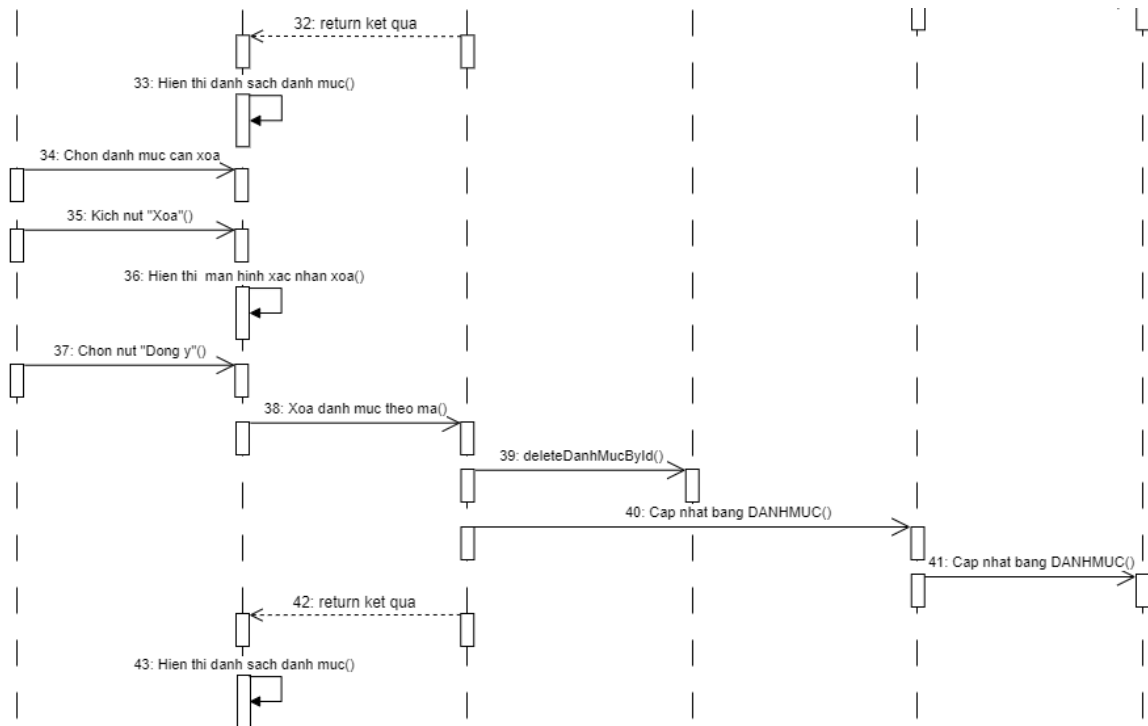 32: return ket qua
33: Hien thi danh sach danh muc()
34: Chon danh muc can xoa
35: Kich nut "Xoa"()
36: Hien thi  man hinh xac nhan xoa()
37: Chon nut "Dong y"()
38: Xoa danh muc theo ma()
39: deleteDanhMucById()
40: Cap nhat bang DANHMUC()
41: Cap nhat bang DANHMUC()
42: return ket qua
43: Hien thi danh sach danh muc()